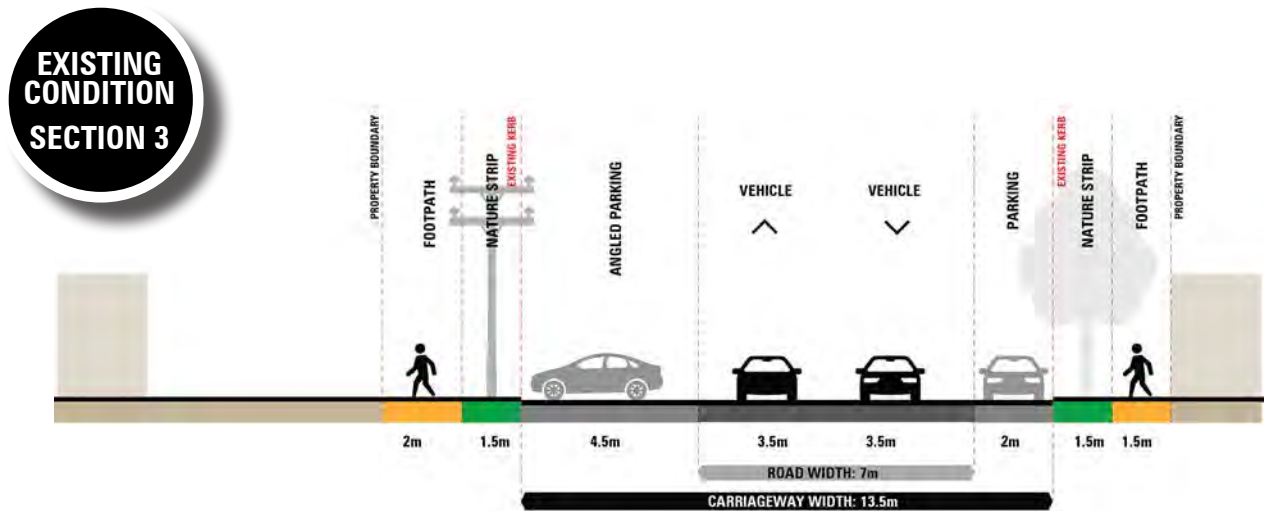 EXISTING
CONDITION
SECTION 3
PROPERTY BOUNDARY
FOOTPATH
NATURE STRIP
EXISTING KERB
ANGLED PARKING
VEHICLE
VEHICLE
PARKING
EXISTING KERB
NATURE STRIP
FOOTPATH
PROPERTY BOUNDARY
2m
1.5m
4.5m
3.5m
3.5m
2m
1.5m
1.5m
ROAD WIDTH: 7m
CARRIAGEWAY WIDTH: 13.5m